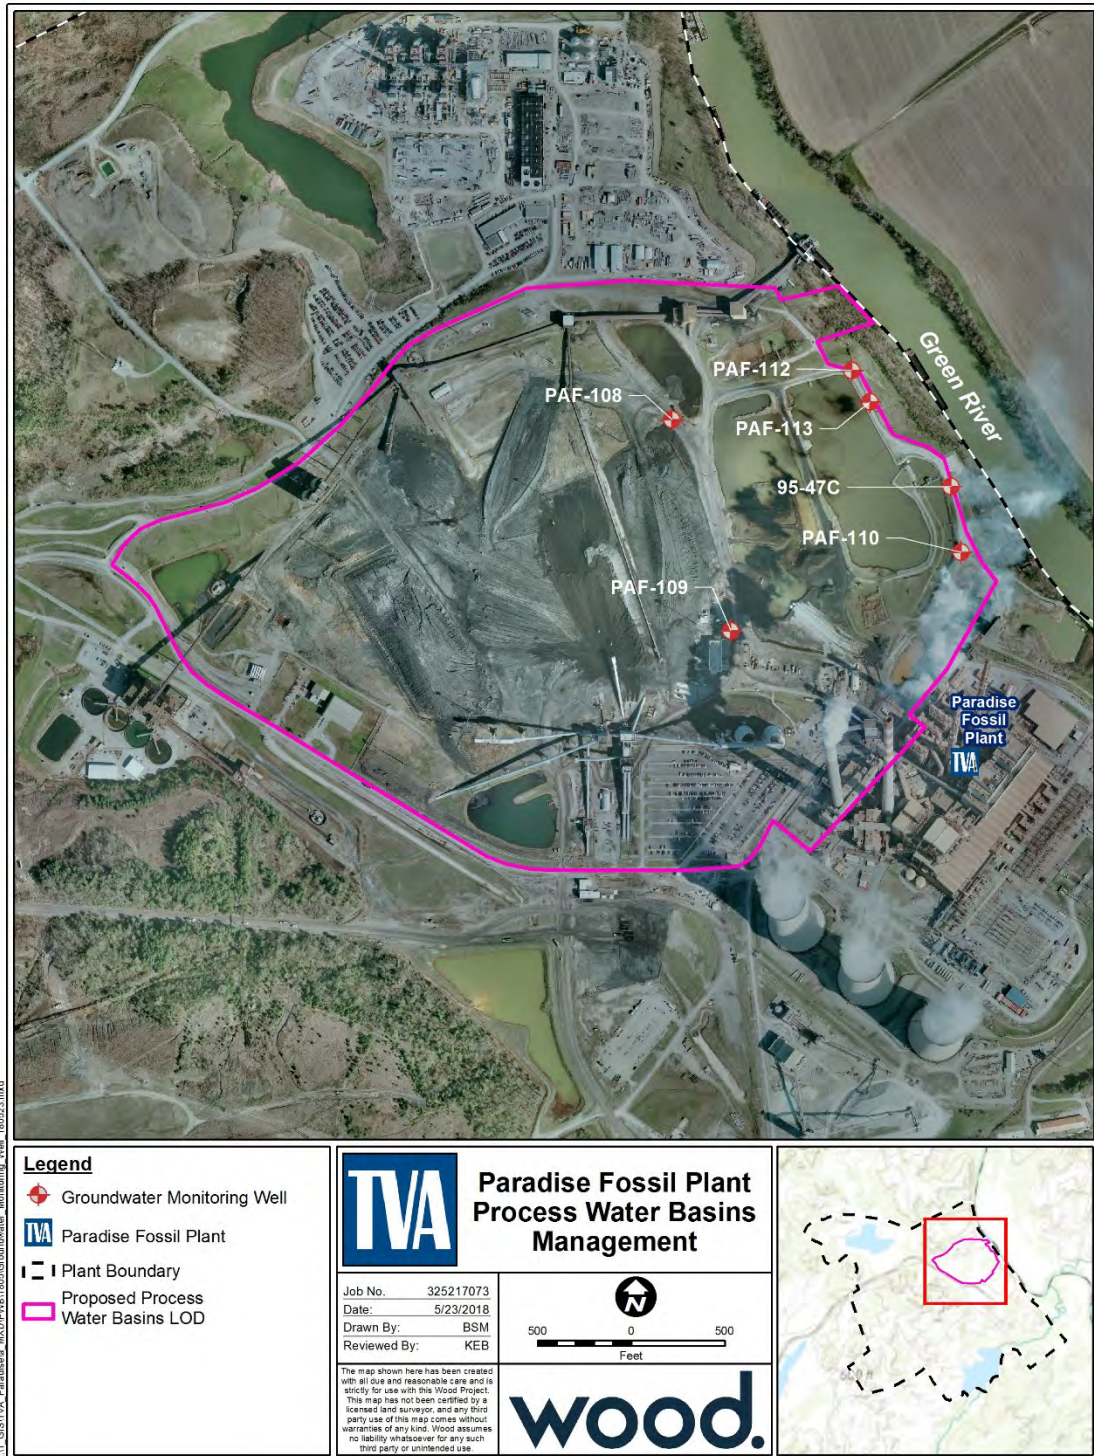 PAF-112
PAF-108
PAF-113
Green River
95-47C
PAF-110
PAF-109
Paradise
Fossil
Plant
TVA
Legend
Groundwater Monitoring Well
TVA Paradise Fossil Plant
Plant Boundary
Proposed Process
Water Basins LOD
TVA
Paradise Fossil Plant
Process Water Basins
Management
Job No. 325217073
Date: 5/23/2018
Drawn By: BSM
Reviewed By: KEB
N
500 0 500
Feet
The map shown here has been created
with all due and reasonable care and is
strictly for use with this Wood Project.
This map has not been certified by a
licensed land surveyor, and any third
party use of this map comes without
warranties of any kind. Wood assumes
no liability whatsoever for any such
third party or unintended use.
wood.